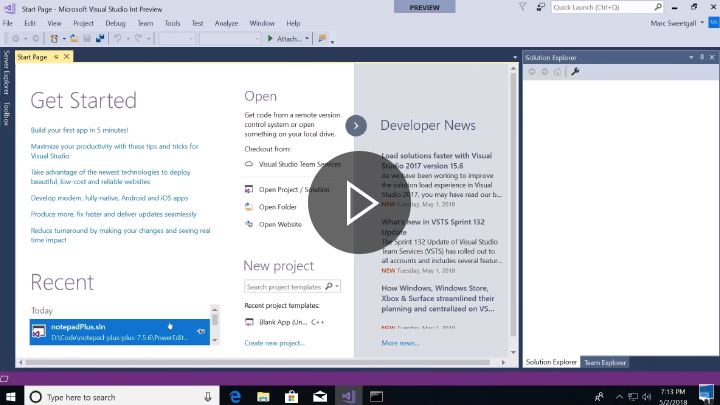 Start Page - Microsoft Visual Studio Int Preview
PREVIEW
Quick Launch (Ctrl+Q)
File Edit View Project Debug Team Tools Test Analyze Window Help
Marc Sweetgall
Attach...
Server Explorer
Toolbox
Start Page
Get Started
Build your first app in 5 minutes!
Maximize your productivity with these tips and tricks for
Visual Studio
Take advantage of the newest technologies to deploy
beautiful, low-cost and reliable websites
Develop modern, fully-native, Android and iOS apps
Produce more, fix faster and deliver updates seamlessly
Reduce turnaround by making your changes and seeing real
time impact
Recent
Today
notepadPlus.sln
D:\Code\notepad-plus-plus-7.5.6\PowerEdit...
Open
Get code from a remote version
control system or open
something on your local drive.
Checkout from:
Visual Studio Team Services
Open Project / Solution
Open Folder
Open Website
New project
Search project templates
Recent project templates:
Blank App (Un... C++
Create new project...
Developer News
Load solutions faster with Visual
Studio 2017 version 15.6
As we have been working to improve
the solution load experience in Visual
Studio 2017, you may have read our b...
NEW Tuesday, May 1, 2018
What's new in VSTS Sprint 132
Update
The Sprint 132 Update of Visual Studio
Team Services (VSTS) has rolled out to
all accounts and includes several featur...
NEW Tuesday, May 1, 2018
How Windows, Windows Store,
Xbox & Surface streamlined their
planning and centralized on VS...
NEW Tuesday, May 1, 2018
More news...
Solution Explorer
Solution Explorer Team Explorer
Type here to search
7:13 PM
5/2/2018